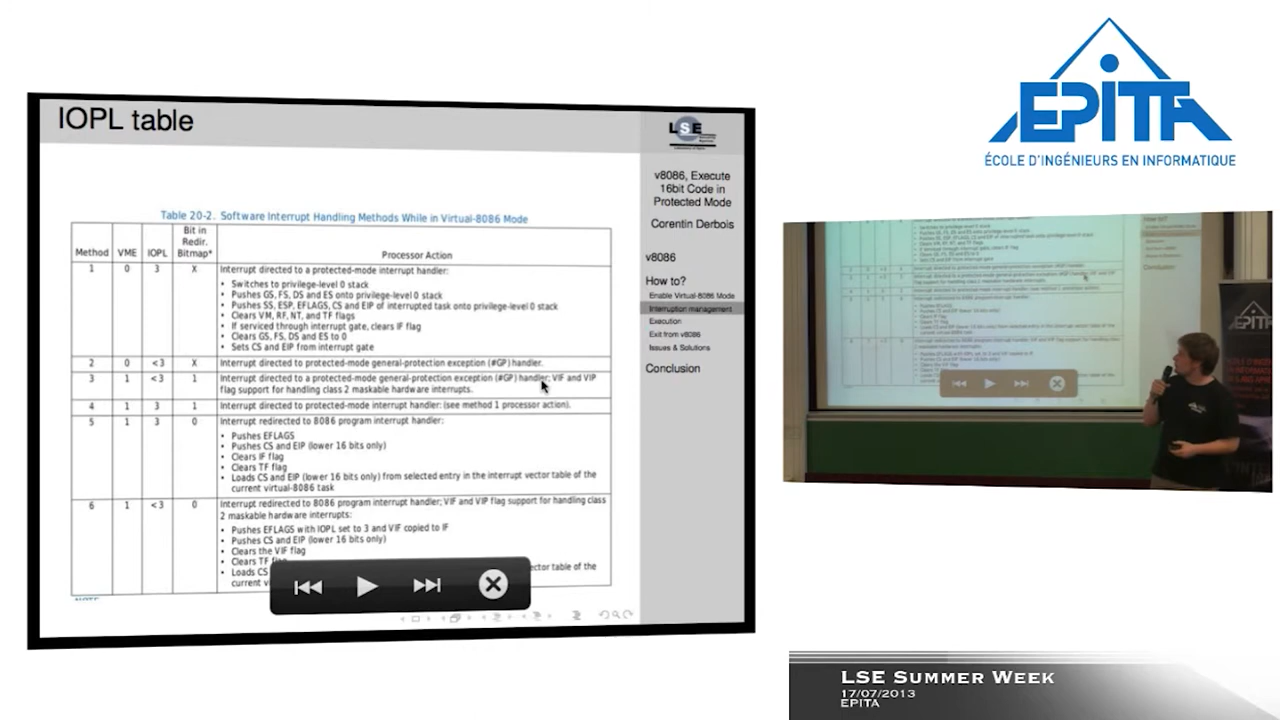 IOPL table
LSE
v8086, Execute
16bit Code in
Protected Mode
Corentin Derbois
v8086
How to?
Enable Virtual-8086 Mode
Interruption management
Execution
Exit from v8086
Issues & Solutions
Conclusion
Table 20-2. Software Interrupt Handling Methods While in Virtual-8086 Mode
Method VME IOPL Bit in Redir. Bitmap* Processor Action
1 0 3 X Interrupt directed to a protected-mode interrupt handler:
• Switches to privilege-level 0 stack
• Pushes GS, FS, DS and ES onto privilege-level 0 stack
• Pushes SS, ESP, EFLAGS, CS and EIP of interrupted task onto privilege-level 0 stack
• Clears VM, RF, NT, and TF flags
• If serviced through interrupt gate, clears IF flag
• Clears GS, FS, DS and ES to 0
• Sets CS and EIP from interrupt gate
2 0 <3 X Interrupt directed to protected-mode general-protection exception (#GP) handler.
3 1 <3 1 Interrupt directed to a protected-mode general-protection exception (#GP) handler; VIF and VIP
flag support for handling class 2 maskable hardware interrupts.
4 1 3 1 Interrupt directed to protected-mode interrupt handler: (see method 1 processor action).
5 1 3 0 Interrupt redirected to 8086 program interrupt handler:
• Pushes EFLAGS
• Pushes CS and EIP (lower 16 bits only)
• Clears IF flag
• Clears TF flag
• Loads CS and EIP (lower 16 bits only) from selected entry in the interrupt vector table of the
current virtual-8086 task
6 1 <3 0 Interrupt redirected to 8086 program interrupt handler; VIF and VIP flag support for handling class
2 maskable hardware interrupts:
• Pushes EFLAGS with IOPL set to 3 and VIF copied to IF
• Pushes CS and EIP (lower 16 bits only)
• Clears the VIF flag
• Clears TF
• Loads CS table of the
current
EPITA
ÉCOLE D'INGÉNIEURS EN INFORMATIQUE
EPITA
LSE SUMMER WEEK
17/07/2013
EPITA